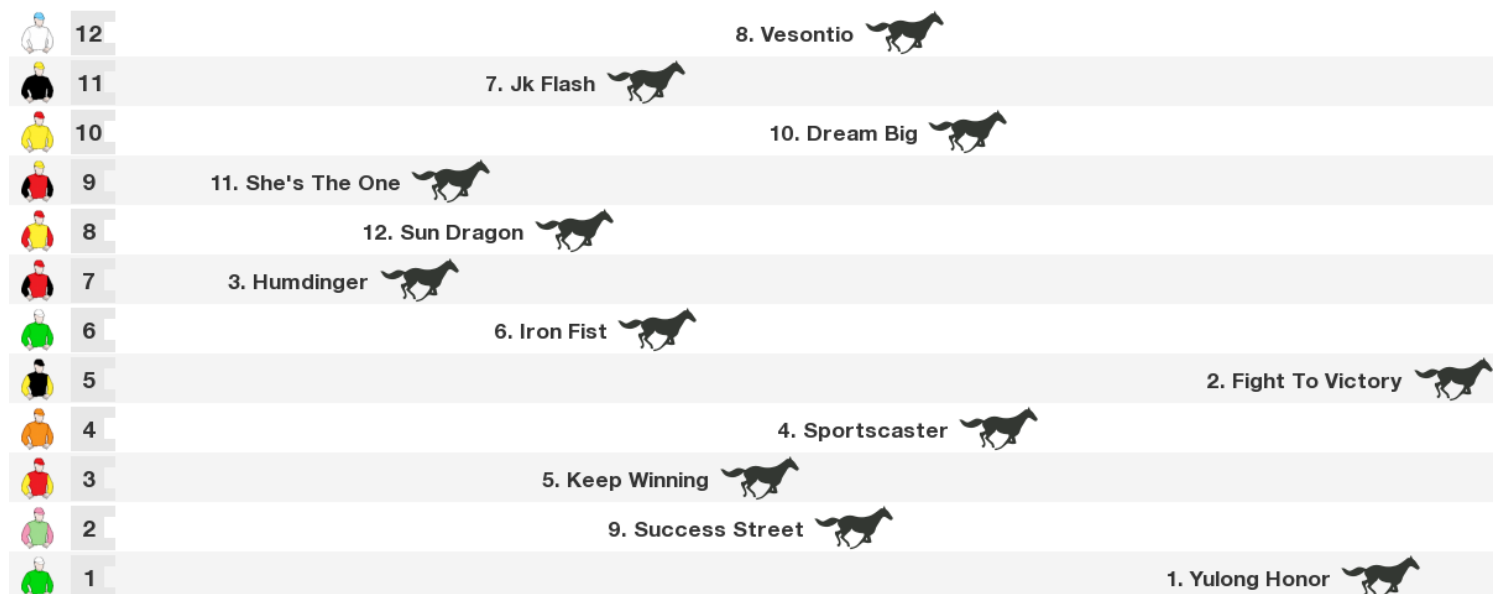 12 8. Vesontio
11 7. Jk Flash
10 10. Dream Big
9 11. She's The One
8 12. Sun Dragon
7 3. Humdinger
6 6. Iron Fist
5 2. Fight To Victory
4 4. Sportscaster
3 5. Keep Winning
2 9. Success Street
1 1. Yulong Honor